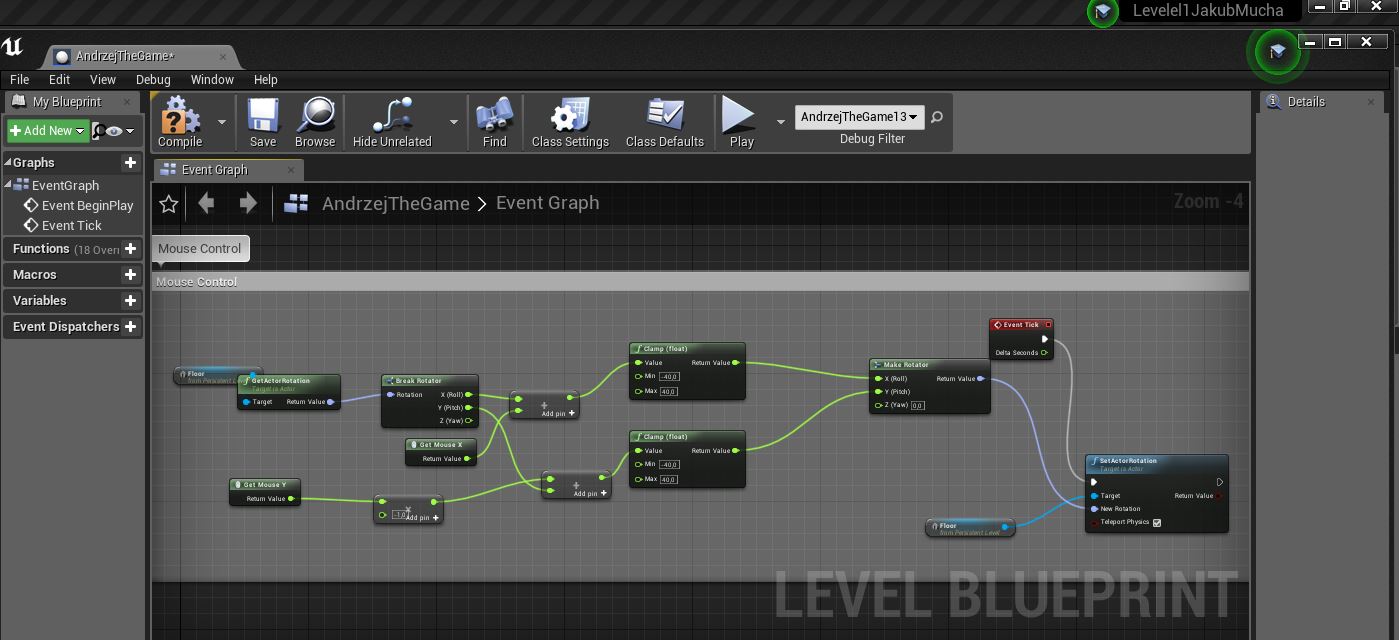 Levelel1JakubMucha
AndrzejTheGame*
File Edit View Debug Window Help
My Blueprint
Details
Add New
Compile Save Browse Hide Unrelated Find Class Settings Class Defaults Play
AndrzejTheGame13
Debug Filter
Graphs
EventGraph
Event BeginPlay
Event Tick
Functions (18 Overr
Macros
Variables
Event Dispatchers
Event Graph
AndrzejTheGame > Event Graph
Zoom -4
Mouse Control
Mouse Control
Floor
from Persistent Level
GetActorRotation
Target is Actor
Target Return Value
Break Rotator
Rotation X (Roll)
Y (Pitch)
Z (Yaw)
Get Mouse X
Return Value
Get Mouse Y
Return Value
-1,0
Add pin +
+
Add pin +
+
Add pin +
Clamp (float)
Value Return Value
Min -40,0
Max 40,0
Clamp (float)
Value Return Value
Min -40,0
Max 40,0
Make Rotator
X (Roll) Return Value
Y (Pitch)
Z (Yaw) 0,0
Event Tick
Delta Seconds
Floor
from Persistent Level
SetActorRotation
Target is Actor
Target Return Value
New Rotation
Teleport Physics
LEVEL BLUEPRINT